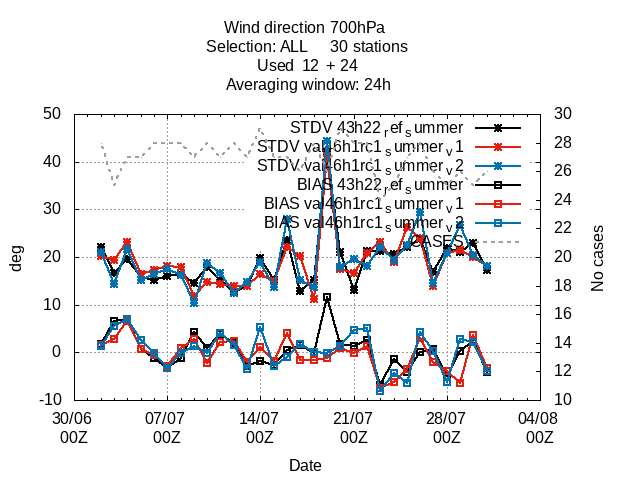 Wind direction 700hPa
Selection: ALL 30 stations
Used 12 + 24
Averaging window: 24h
50 30
STDV 43h22_ref_summer
28
STDV val46h1rc1_summer_v1
40
STDV val46h1rc1_summer_v2
26
BIAS 43h22_ref_summer
BIAS val46h1rc1_summer_v1
24
30
BIAS val46h1rc1_summer_v2
22
CASES
20 20
18
10
16
14
0
12
-10 10
30/06 07/07 14/07 21/07 28/07 04/08
00Z 00Z 00Z 00Z 00Z 00Z
Date
deg
No cases